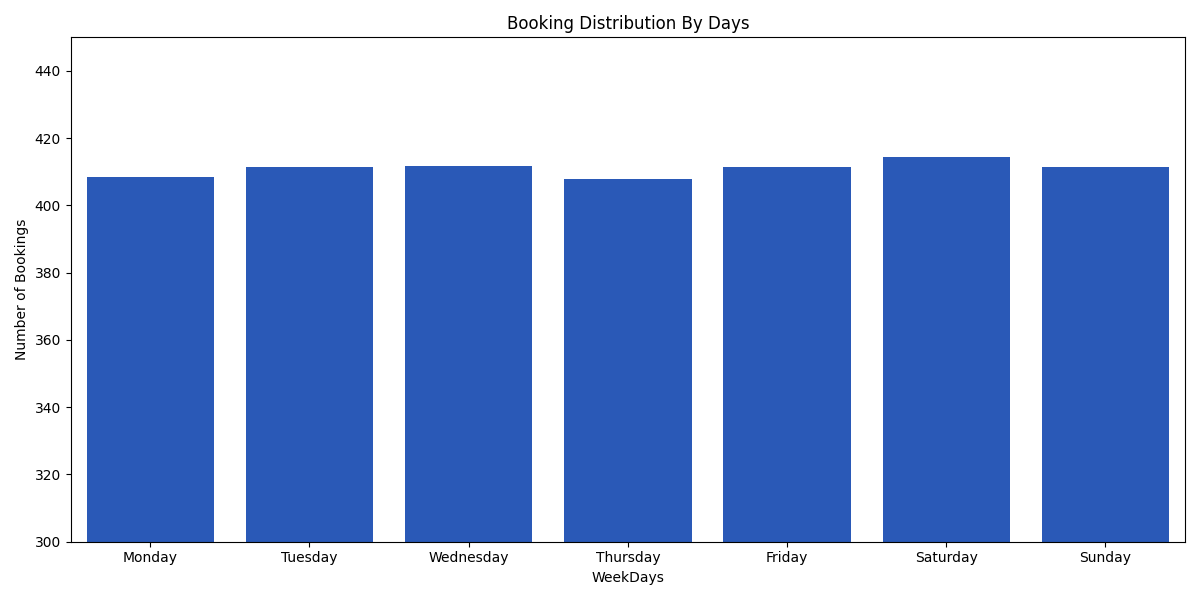 Booking Distribution By Days
Number of Bookings
440
420
400
380
360
340
320
300
Monday Tuesday Wednesday Thursday Friday Saturday Sunday
WeekDays